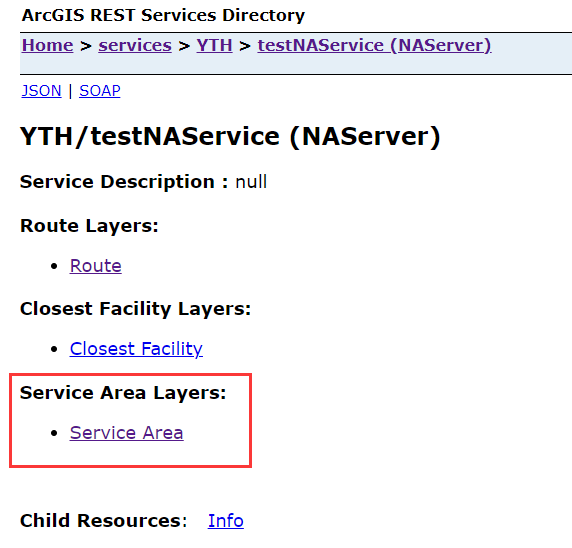 ArcGIS REST Services Directory
Home > services > YTH > testNAService (NAServer)
JSON | SOAP
YTH/testNAService (NAServer)
Service Description : null
Route Layers:
• Route
Closest Facility Layers:
• Closest Facility
Service Area Layers:
• Service Area
Child Resources: Info